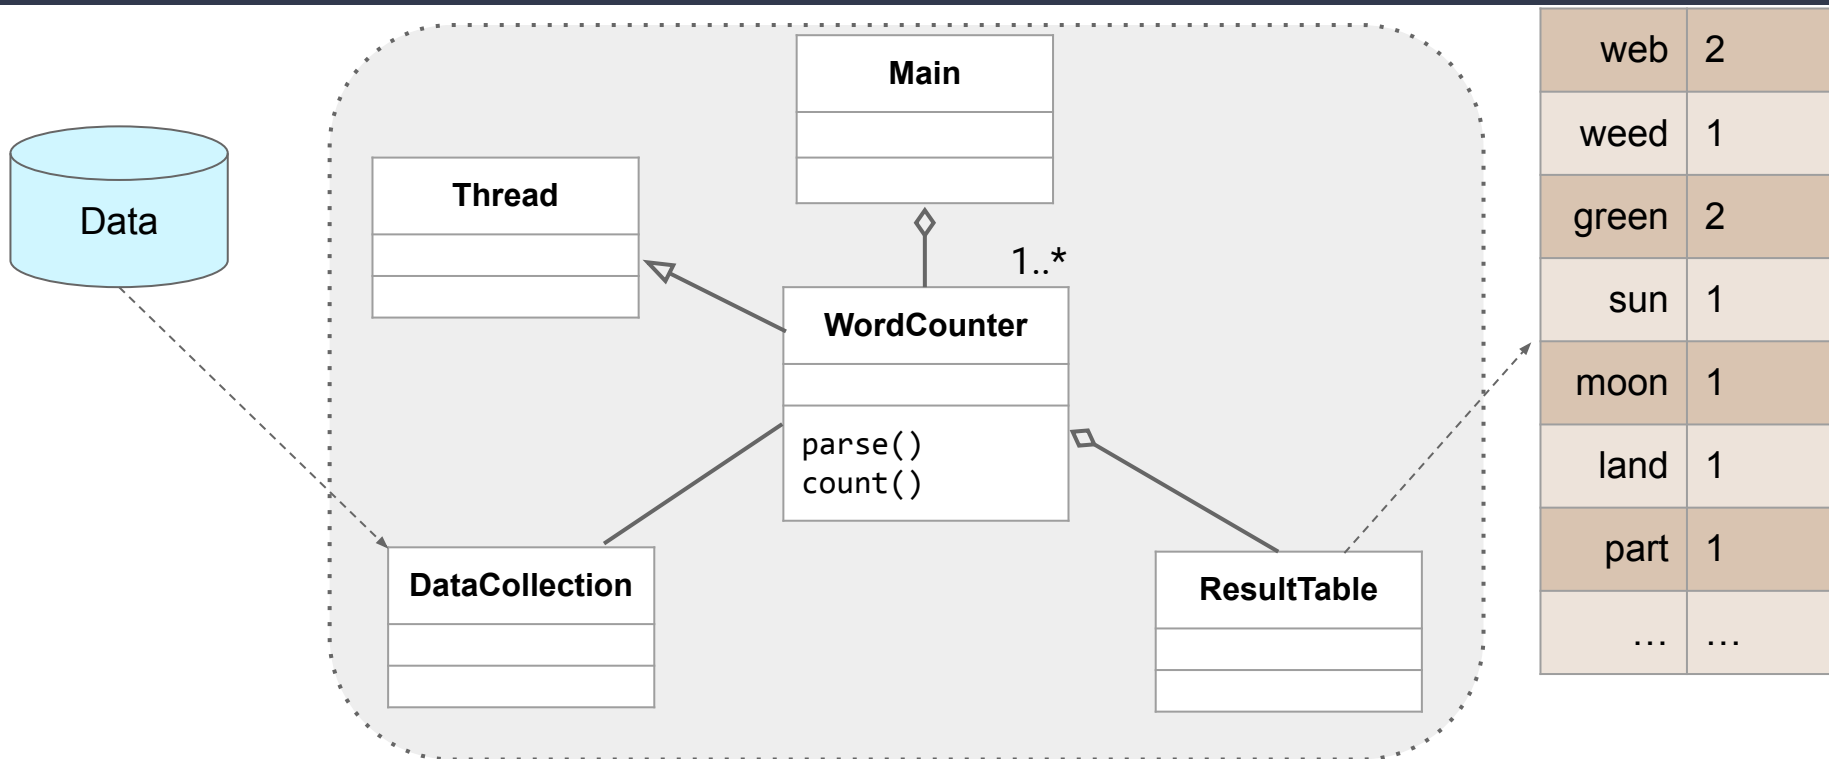 Main
Thread
Data
1..*
WordCounter
parse()
count()
DataCollection
ResultTable
web 2
weed 1
green 2
sun 1
moon 1
land 1
part 1
... ...